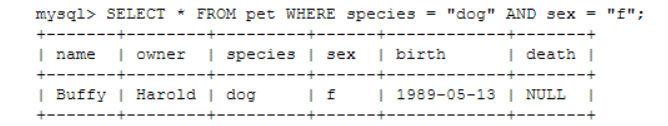 mysql> SELECT * FROM pet WHERE species = "dog" AND sex = "f";
+-------+--------+---------+------+------------+-------+
| name  | owner  | species | sex  | birth      | death |
+-------+--------+---------+------+------------+-------+
| Buffy | Harold | dog     | f    | 1989-05-13 | NULL  |
+-------+--------+---------+------+------------+-------+